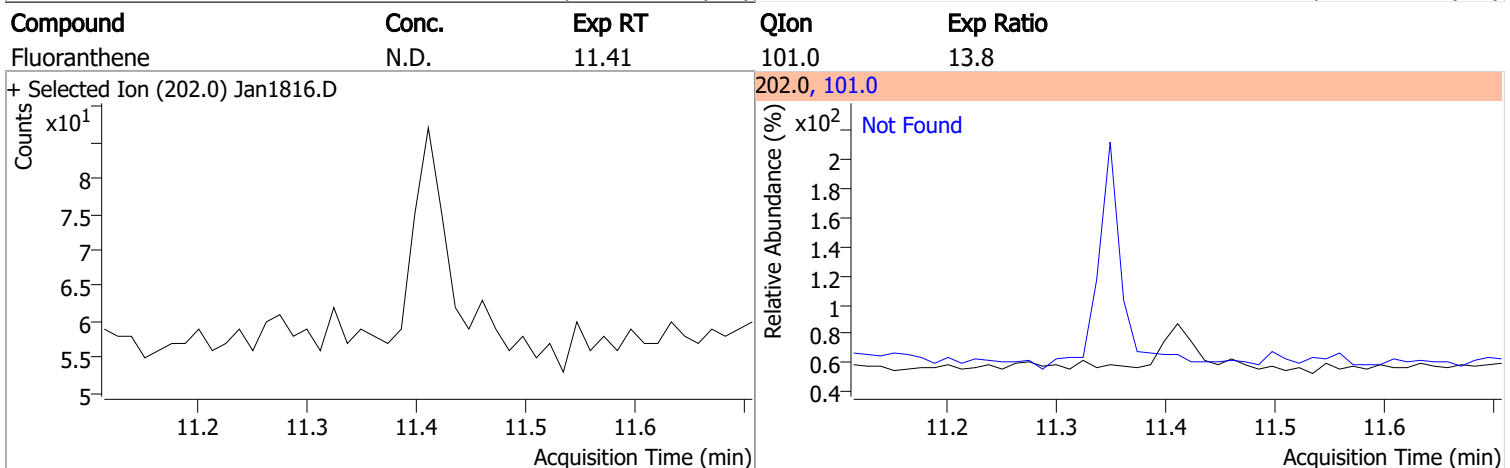 Compound Conc. Exp RT QIon Exp Ratio
Fluoranthene N.D. 11.41 101.0 13.8
+ Selected Ion (202.0) Jan1816.D
Counts
x10¹
8
7.5
7
6.5
6
5.5
5
11.2 11.3 11.4 11.5 11.6
Acquisition Time (min)
202.0, 101.0
Relative Abundance (%)
x10²
Not Found
2
1.8
1.6
1.4
1.2
1
0.8
0.6
0.4
11.2 11.3 11.4 11.5 11.6
Acquisition Time (min)